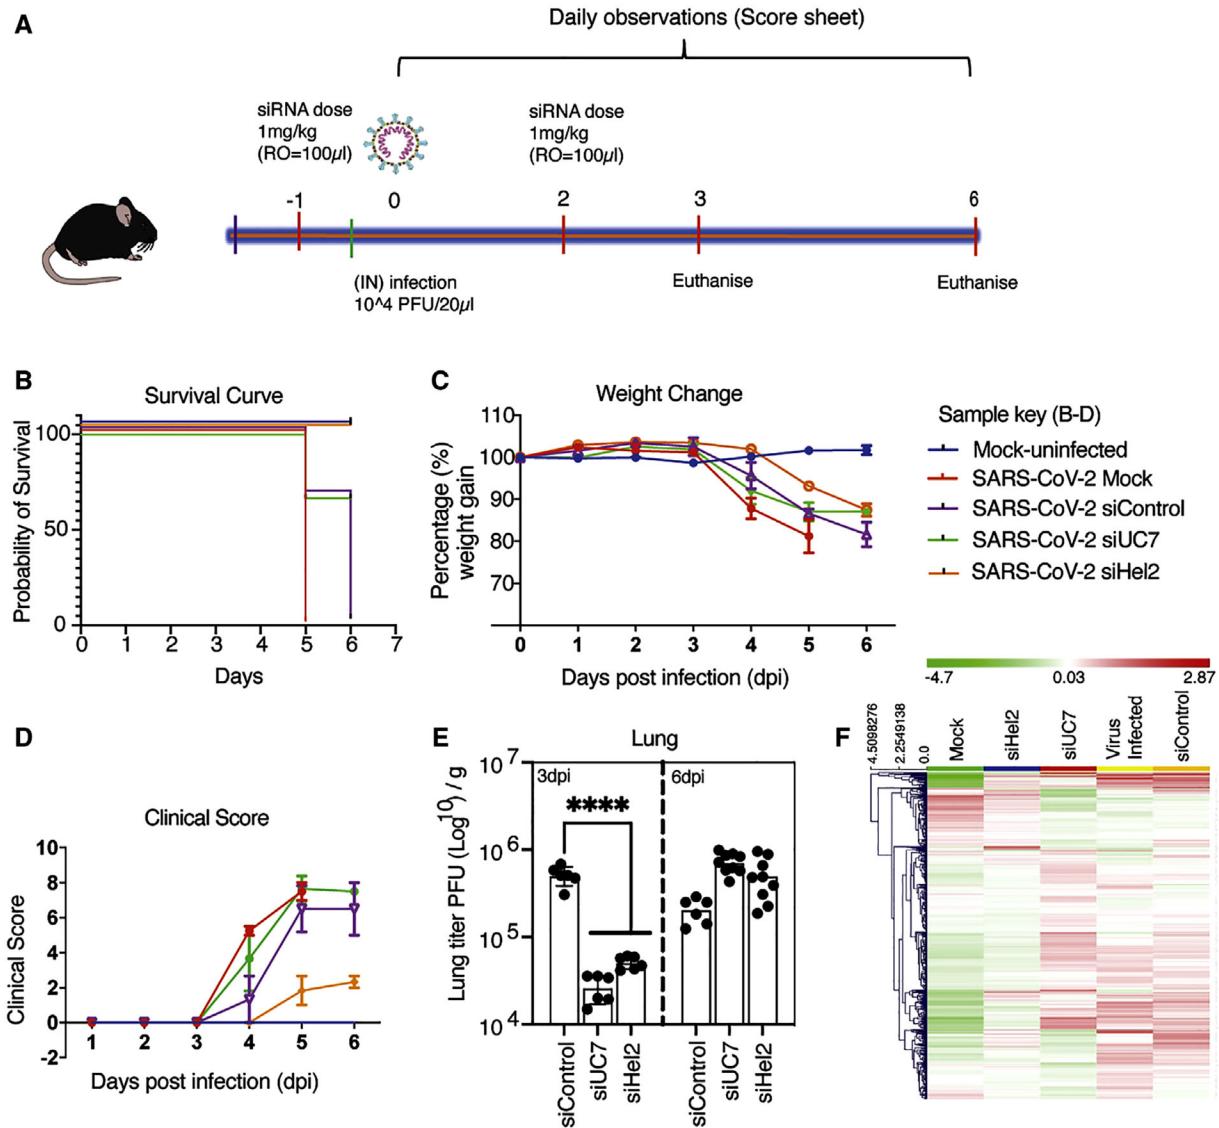 A
Daily observations (Score sheet)
siRNA dose
1mg/kg
(RO=100µl)
siRNA dose
1mg/kg
(RO=100µl)
-1
0
2
3
6
(IN) infection
10^4 PFU/20µl
Euthanise
Euthanise
B
Survival Curve
Probability of Survival
100
50
0
0 1 2 3 4 5 6 7
Days
C
Weight Change
Percentage (%)
weight gain
110
100
90
80
70
0 1 2 3 4 5 6
Days post infection (dpi)
Sample key (B-D)
Mock-uninfected
SARS-CoV-2 Mock
SARS-CoV-2 siControl
SARS-CoV-2 siUC7
SARS-CoV-2 siHel2
D
Clinical Score
Clinical Score
10
8
6
4
2
0
-2
1 2 3 4 5 6
Days post infection (dpi)
E
Lung
Lung titer PFU (Log10) / g
10^7
10^6
10^5
10^4
3dpi
6dpi
****
siControl
siUC7
siHel2
siControl
siUC7
siHel2
F
-4.7
0.03
2.87
4.5098276
2.2549138
0.0
Mock
siHel2
siUC7
Virus
Infected
siControl